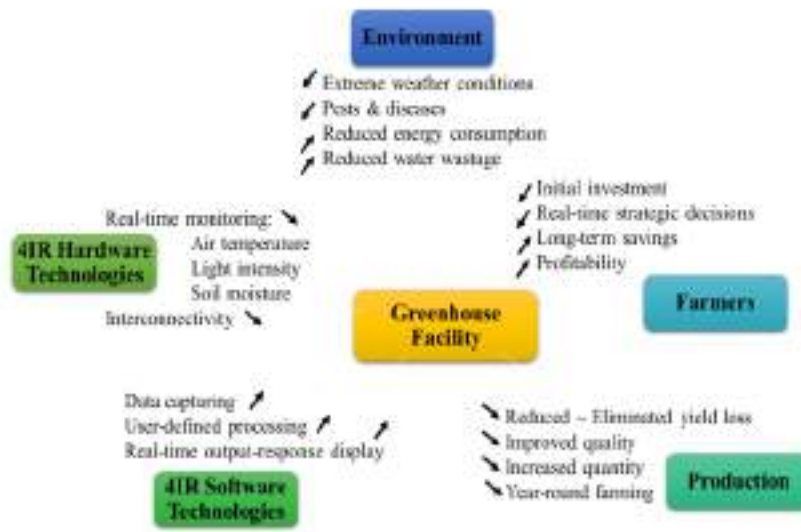 Environment
Extreme weather conditions
Pests & diseases
Reduced energy consumption
Reduced water wastage
Initial investment
Real-time strategic decisions
Long-term savings
Profitability
Farmers
Real-time monitoring:
Air temperature
Light intensity
Soil moisture
Interconnectivity
4IR Hardware
Technologies
Greenhouse
Facility
Data capturing
User-defined processing
Real-time output-response display
4IR Software
Technologies
Reduced – Eliminated yield loss
Improved quality
Increased quantity
Year-round farming
Production